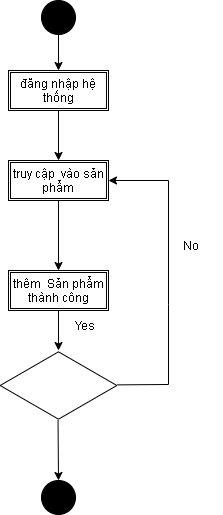 đăng nhập hệ
thống
truy cập vào sản
phẩm
No
thêm Sản phẩm
thành công
Yes